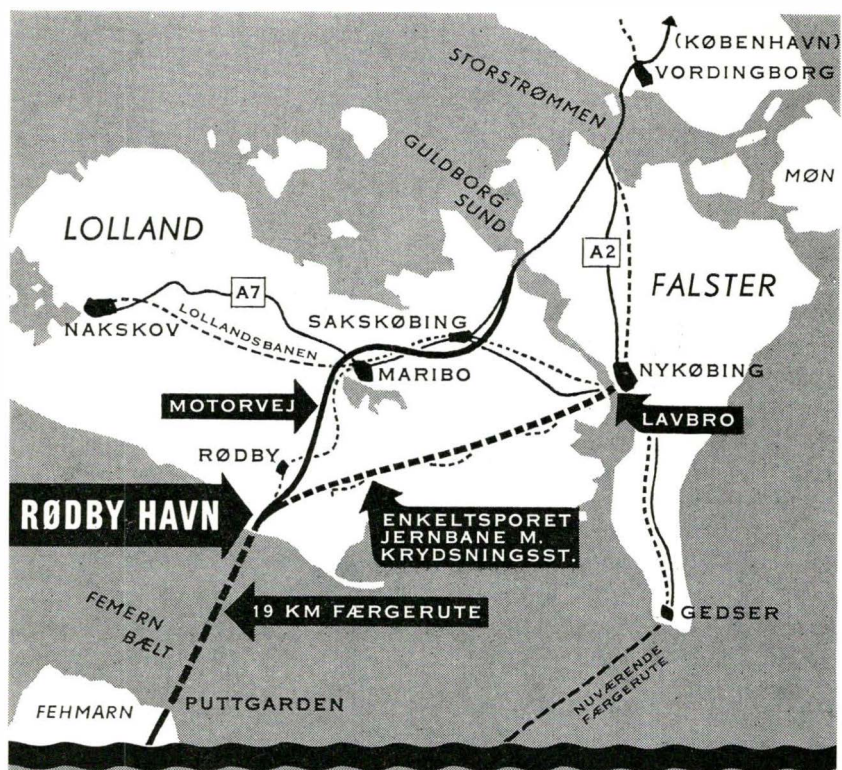 (KØBENHAVN)
VORDINGBORG
STORSTRØMMEN
GULDBORG
SUND
MØN
LOLLAND
A2
FALSTER
A7
NAKSKOV
LOLLANDSBANEN
SAKSKØBING
MARIBO
NYKØBING
MOTORVEJ
LAVBRO
RØDBY
RØDBY HAVN
ENKELTSPORET
JERNBANE M.
KRYDSNINGSST.
FEMERN
BÆLT
19 KM FÆRGERUTE
GEDSER
NUVÆRENDE
FÆRGERUTE
PUTTGARDEN
FEHMARN